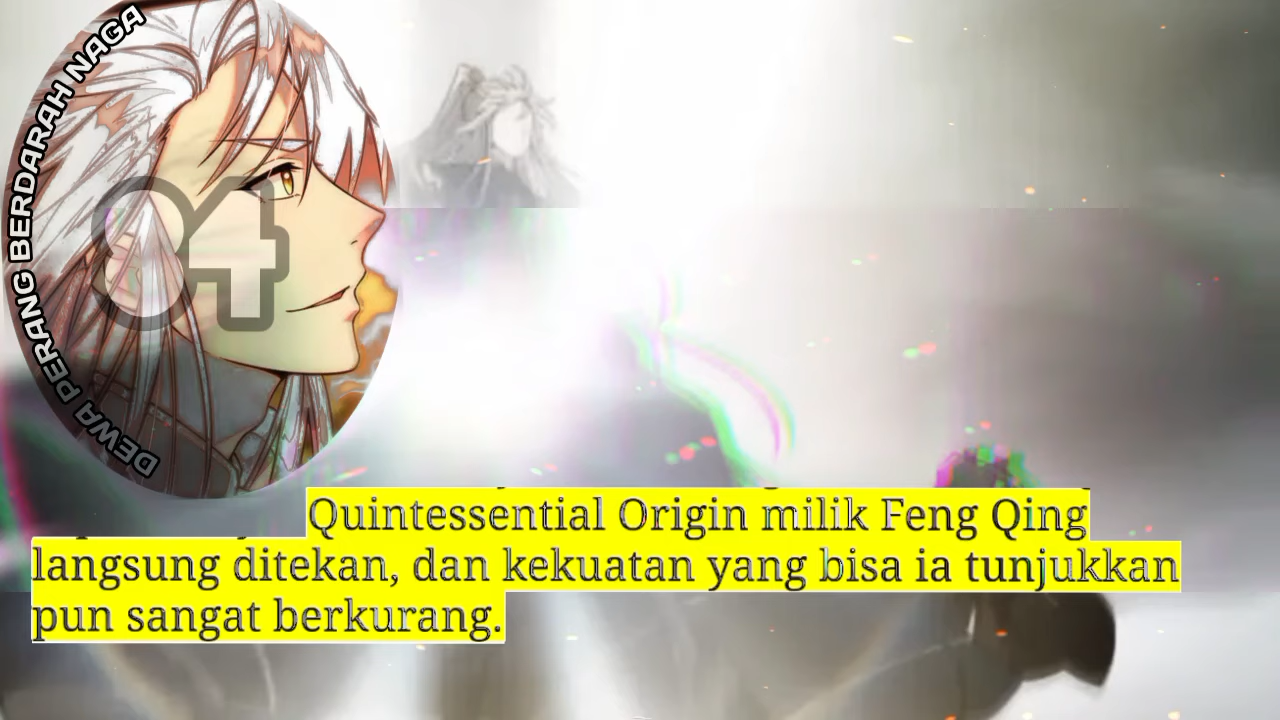 DEWA PERANG BERDARAH NAGA
84
Quintessential Origin milik Feng Qing
langsung ditekan, dan kekuatan yang bisa ia tunjukkan
pun sangat berkurang.